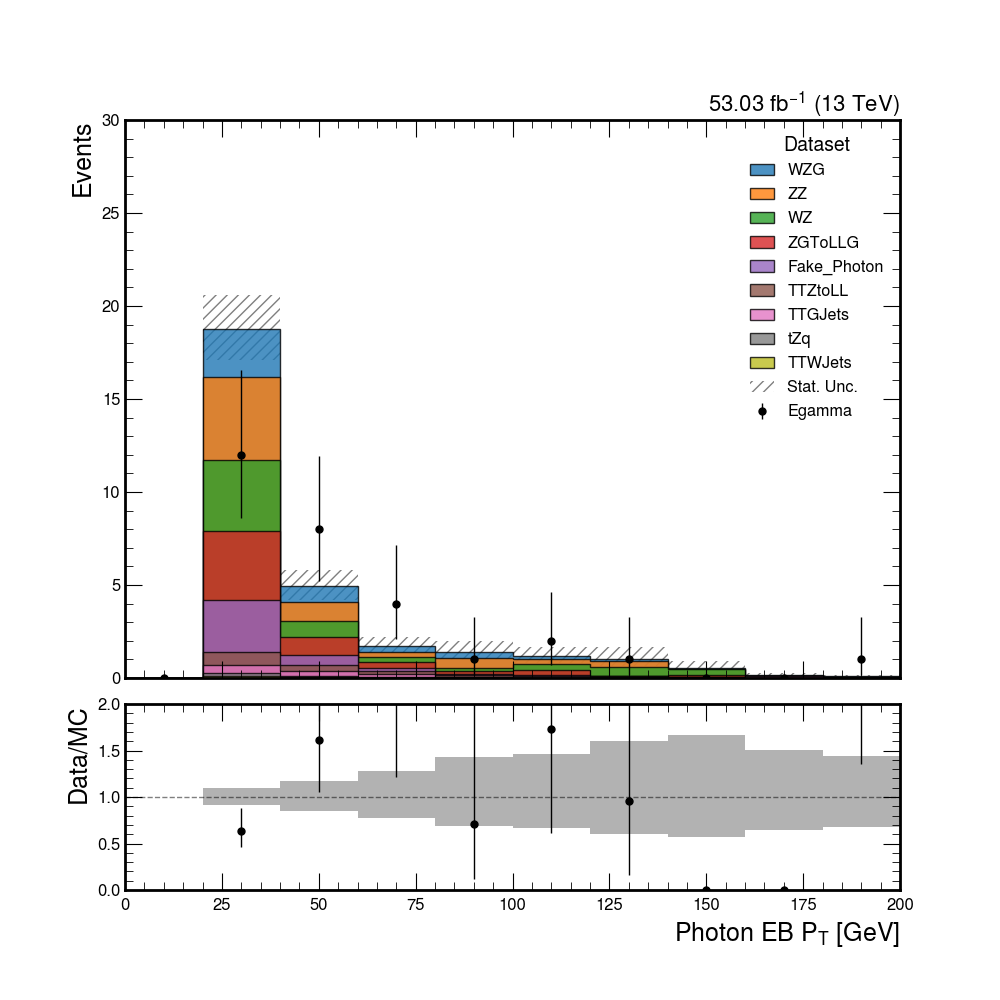 53.03 fb⁻¹ (13 TeV)
Events
30
25
20
15
10
5
0
Dataset
WZG
ZZ
WZ
ZGToLLG
Fake_Photon
TTZtoLL
TTGJets
tZq
TTWJets
Stat. Unc.
Egamma
Data/MC
2.0
1.5
1.0
0.5
0.0
0 25 50 75 100 125 150 175 200
Photon EB P_T [GeV]